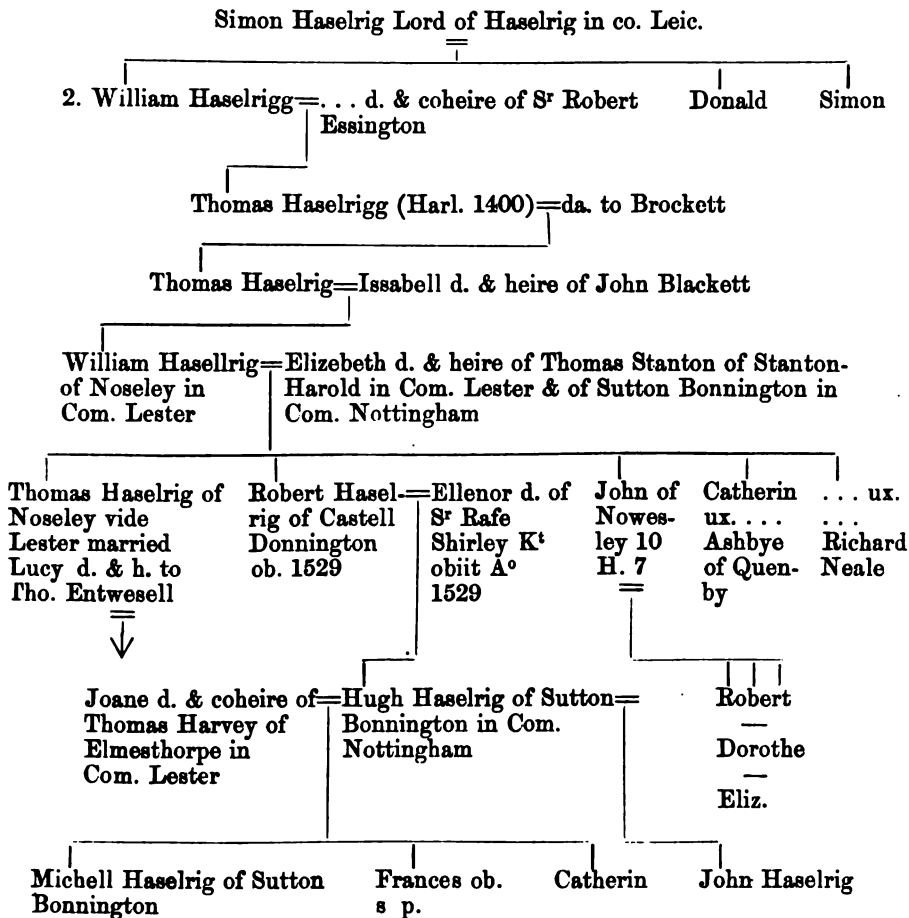 Simon Haselrig Lord of Haselrig in co. Leic.
2. William Haselrigg=. . . d. & coheire of Sʳ Robert
Essington
Donald
Simon
Thomas Haselrigg (Harl. 1400)=da. to Brockett
Thomas Haselrig=Issabell d. & heire of John Blackett
William Hasellrig=
of Noseley in
Com. Lester
Elizebeth d. & heire of Thomas Stanton of Stanton-
Harold in Com. Lester & of Sutton Bonnington in
Com. Nottingham
Thomas Haselrig of
Noseley vide
Lester married
Lucy d. & h. to
Tho. Entwesell
Robert Hasel-
rig of Castell
Donnington
ob. 1529
=Ellenor d. of
Sʳ Rafe
Shirley Kᵗ
obiit Aᵒ
1529
John of
Nowes-
ley 10
H. 7
Catherin
ux. . . .
Ashbye
of Quen-
by
. . . ux.
. . .
Richard
Neale
Joane d. & coheire of=
Thomas Harvey of
Elmesthorpe in
Com. Lester
Hugh Haselrig of Sutton=
Bonnington in Com.
Nottingham
Robert
—
Dorothe
—
Eliz.
Michell Haselrig of Sutton
Bonnington
Frances ob.
s p.
Catherin
John Haselrig